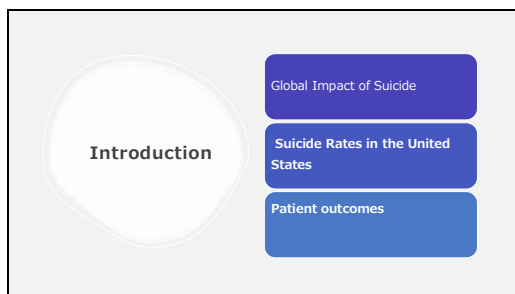 Introduction
Global Impact of Suicide
Suicide Rates in the United
States
Patient outcomes